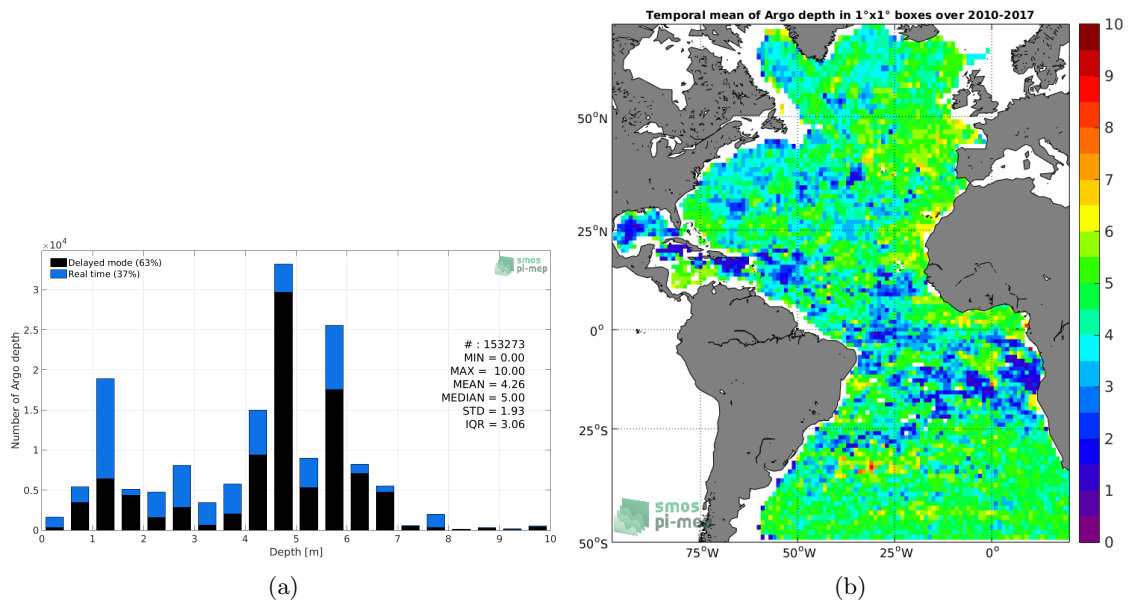 Temporal mean of Argo depth in 1°x1° boxes over 2010-2017
×10⁴
Delayed mode (63%)
Real time (37%)
smos
pi-mep
# : 153273
MIN = 0.00
MAX = 10.00
MEAN = 4.26
MEDIAN = 5.00
STD = 1.93
IQR = 3.06
Number of Argo depth
3
2.5
2
1.5
1
0.5
0
0 1 2 3 4 5 6 7 8 9 10
Depth [m]
(a)
50°N
25°N
0°
25°S
50°S
75°W 50°W 25°W 0°
smos
pi-mep
10
9
8
7
6
5
4
3
2
1
0
(b)